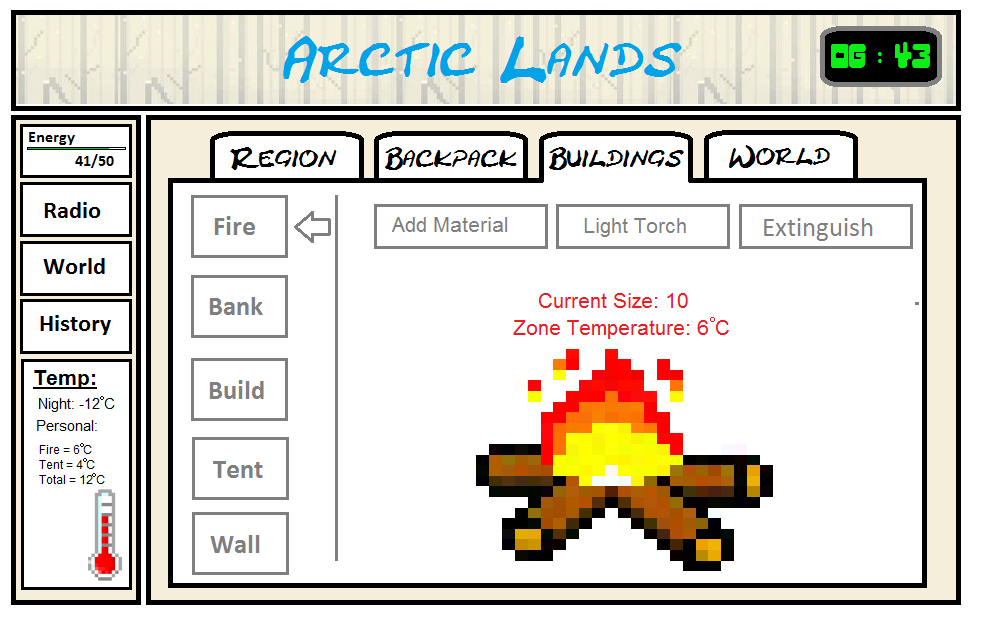 Arctic Lands
06 : 43
Energy
41/50
Radio
World
History
Temp:
Night: -12°C
Personal:
Fire = 6°C
Tent = 4°C
Total = 12°C
Region
Backpack
Buildings
World
Fire
Bank
Build
Tent
Wall
Add Material
Light Torch
Extinguish
Current Size: 10
Zone Temperature: 6°C